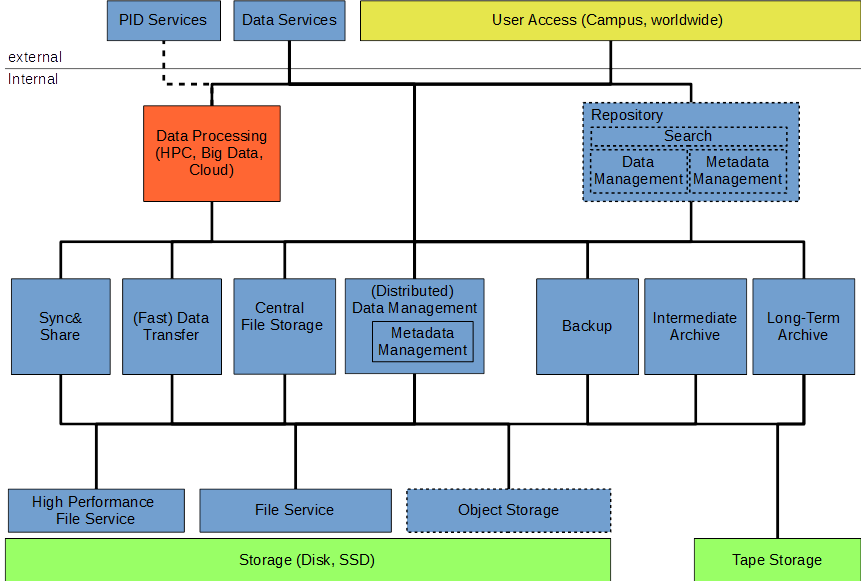 PID Services
Data Services
User Access (Campus, worldwide)
external
Internal
Data Processing
(HPC, Big Data,
Cloud)
Repository
Search
Data
Management
Metadata
Management
Sync&
Share
(Fast) Data
Transfer
Central
File Storage
(Distributed)
Data Management
Metadata
Management
Backup
Intermediate
Archive
Long-Term
Archive
High Performance
File Service
File Service
Object Storage
Storage (Disk, SSD)
Tape Storage